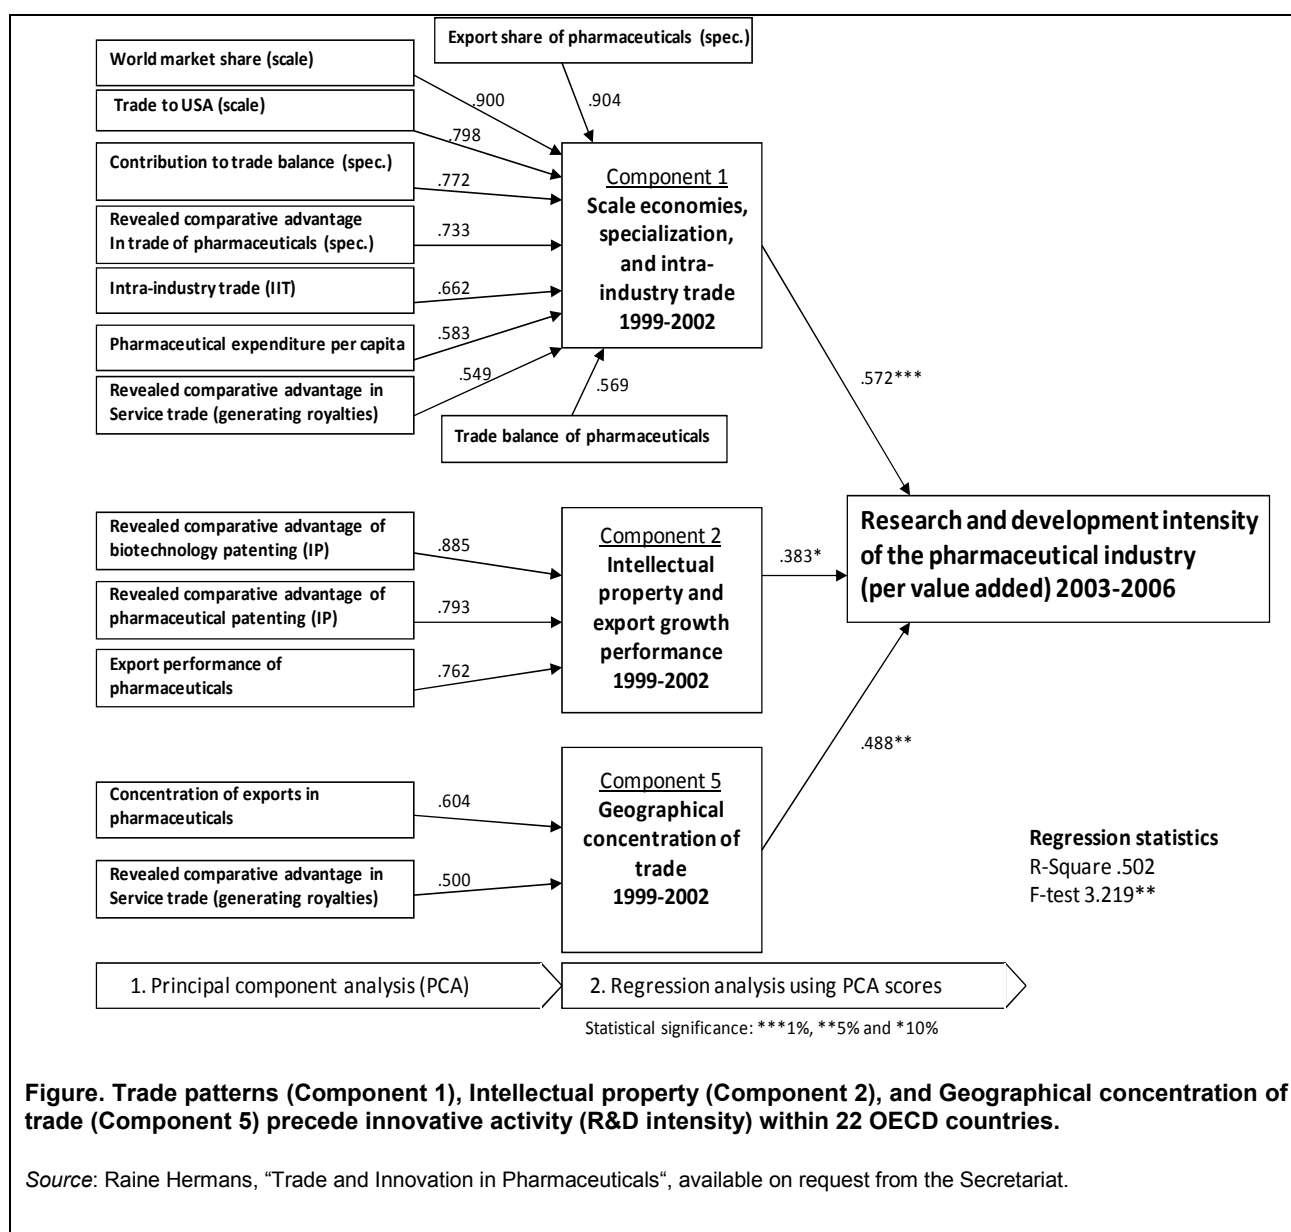 Export share of pharmaceuticals (spec.)
World market share (scale)
.900
.904
Trade to USA (scale)
.798
Contribution to trade balance (spec.)
.772
Revealed comparative advantage
In trade of pharmaceuticals (spec.)
.733
Intra-industry trade (IIT)
.662
Pharmaceutical expenditure per capita
.583
Revealed comparative advantage in
Service trade (generating royalties)
.549
.569
Trade balance of pharmaceuticals
Component 1
Scale economies,
specialization,
and intra-
industry trade
1999-2002
.572***
Revealed comparative advantage of
biotechnology patenting (IP)
.885
Revealed comparative advantage of
pharmaceutical patenting (IP)
.793
Export performance of
pharmaceuticals
.762
Component 2
Intellectual
property and
export growth
performance
1999-2002
.383*
Research and development intensity
of the pharmaceutical industry
(per value added) 2003-2006
Concentration of exports in
pharmaceuticals
.604
Revealed comparative advantage in
Service trade (generating royalties)
.500
Component 5
Geographical
concentration of
trade
1999-2002
.488**
Regression statistics
R-Square .502
F-test 3.219**
1. Principal component analysis (PCA)
2. Regression analysis using PCA scores
Statistical significance: ***1%, **5% and *10%
Figure. Trade patterns (Component 1), Intellectual property (Component 2), and Geographical concentration of
trade (Component 5) precede innovative activity (R&D intensity) within 22 OECD countries.
Source: Raine Hermans, “Trade and Innovation in Pharmaceuticals“, available on request from the Secretariat.